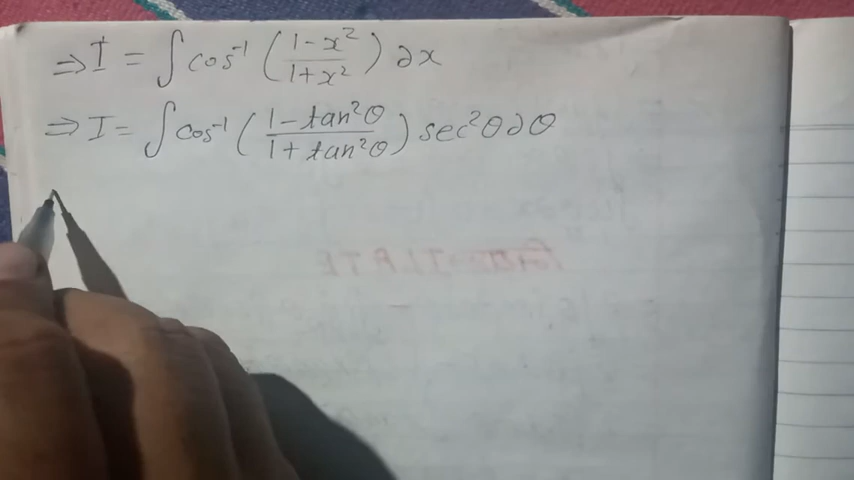 ⇒ I = ∫ cos⁻¹ ( (1 - x²) / (1 + x²) ) ∂x
⇒ I = ∫ cos⁻¹ ( (1 - tan²θ) / (1 + tan²θ) ) sec²θ ∂θ